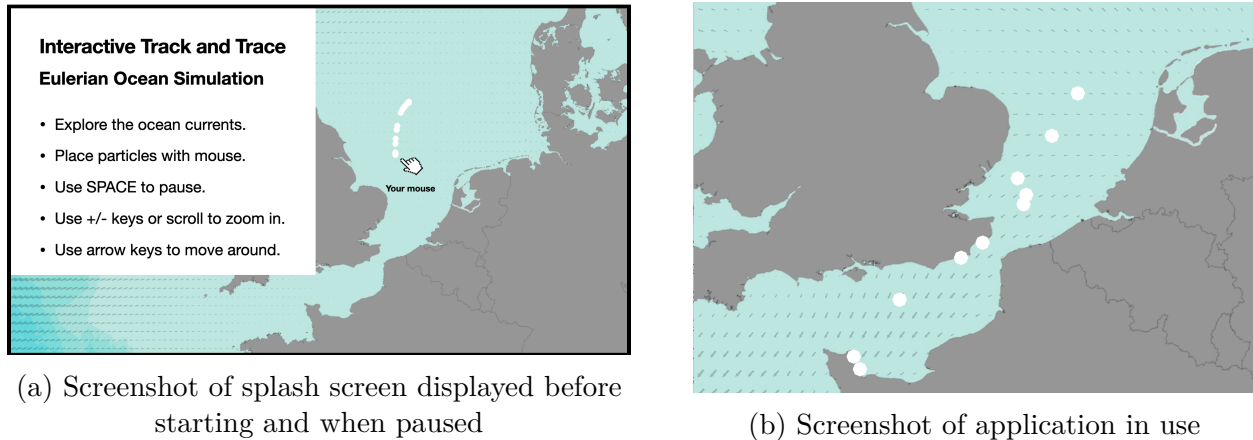 Interactive Track and Trace
Eulerian Ocean Simulation
• Explore the ocean currents.
• Place particles with mouse.
• Use SPACE to pause.
• Use +/- keys or scroll to zoom in.
• Use arrow keys to move around.
Your mouse
(a) Screenshot of splash screen displayed before
starting and when paused
(b) Screenshot of application in use